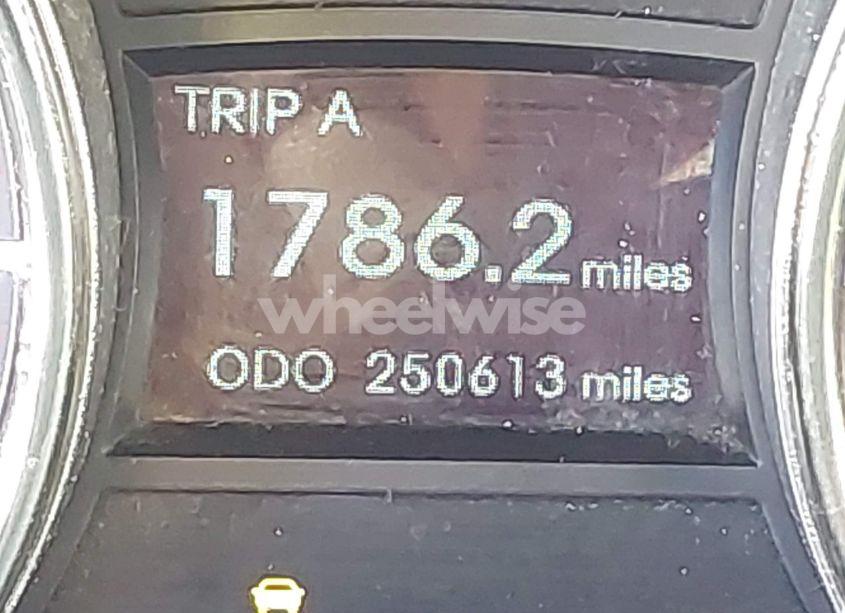 TRIP A
1786.2 miles
wheelwise
ODO 250613 miles